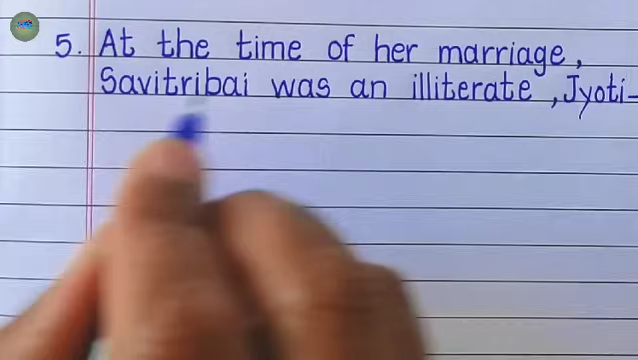 5. At the time of her marriage,
Savitribai was an illiterate, Jyoti-